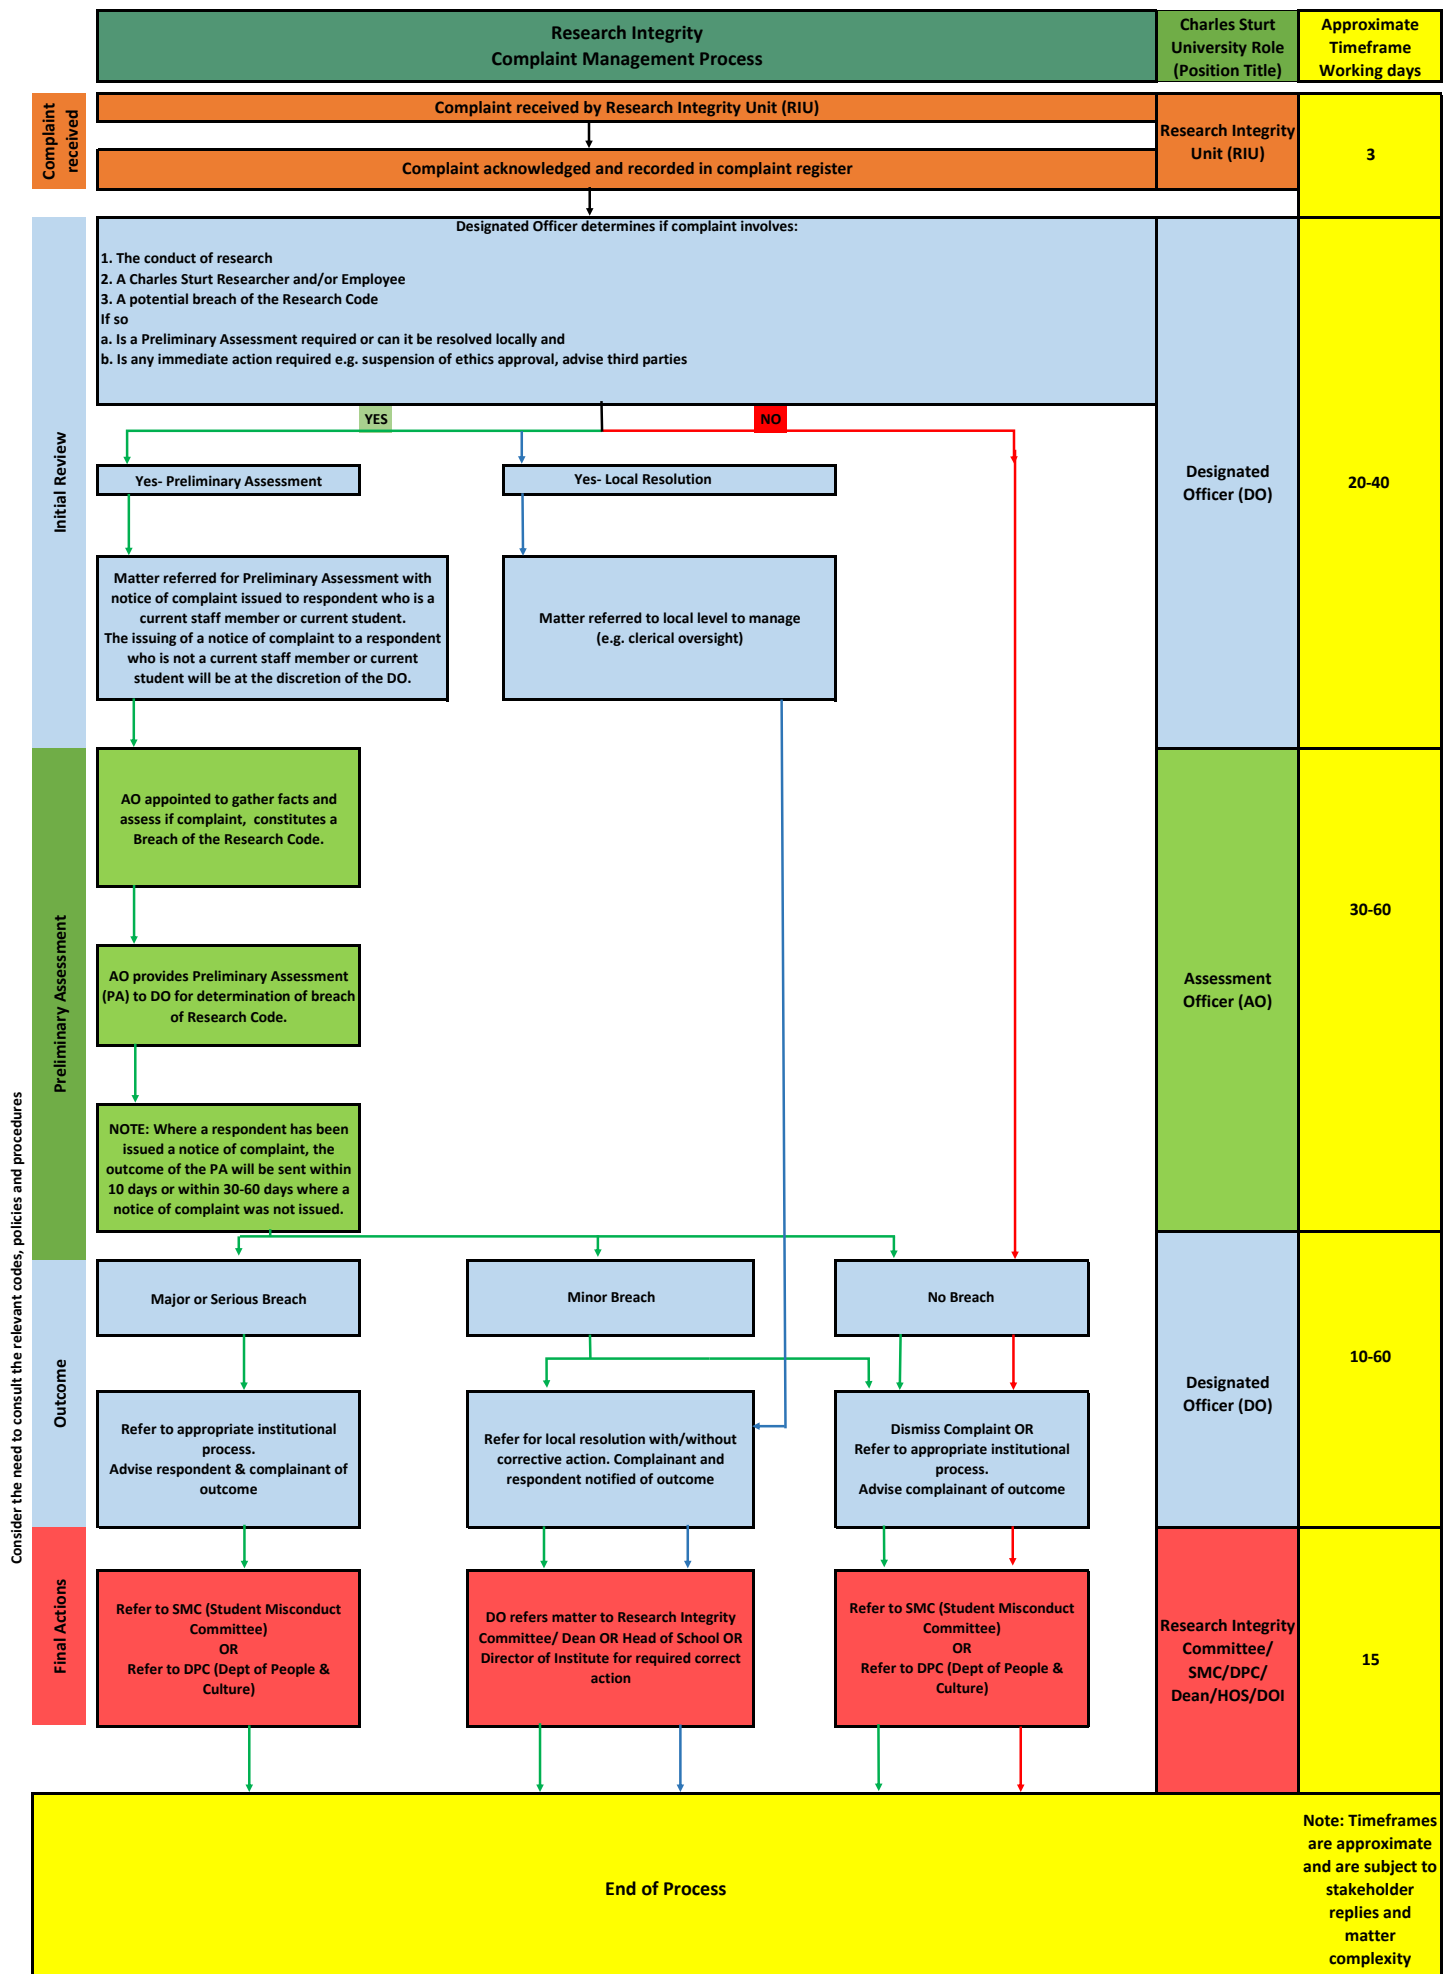 Research Integrity
Complaint Management Process
Charles Sturt
University Role
(Position Title)
Approximate
Timeframe
Working days
Complaint
received
Complaint received by Research Integrity Unit (RIU)
Complaint acknowledged and recorded in complaint register
Research Integrity
Unit (RIU)
3
Initial Review
Designated Officer determines if complaint involves:
1. The conduct of research
2. A Charles Sturt Researcher and/or Employee
3. A potential breach of the Research Code
If so
a. Is a Preliminary Assessment required or can it be resolved locally and
b. Is any immediate action required e.g. suspension of ethics approval, advise third parties
YES
NO
Yes- Preliminary Assessment
Yes- Local Resolution
Designated
Officer (DO)
20-40
Matter referred for Preliminary Assessment with
notice of complaint issued to respondent who is a
current staff member or current student.
The issuing of a notice of complaint to a respondent
who is not a current staff member or current
student will be at the discretion of the DO.
Matter referred to local level to manage
(e.g. clerical oversight)
Preliminary Assessment
AO appointed to gather facts and
assess if complaint,  constitutes a
Breach of the Research Code.
AO provides Preliminary Assessment
(PA) to DO for determination of breach
of Research Code.
NOTE: Where a respondent has been
issued a notice of complaint, the
outcome of the PA will be sent within
10 days or within 30-60 days where a
notice of complaint was not issued.
Assessment
Officer (AO)
30-60
Consider the need to consult the relevant codes, policies and procedures
Outcome
Major or Serious Breach
Minor Breach
No Breach
Refer to appropriate institutional
process.
Advise respondent & complainant of
outcome
Refer for local resolution with/without
corrective action. Complainant and
respondent notified of outcome
Dismiss Complaint OR
Refer to appropriate institutional
process.
Advise complainant of outcome
Designated
Officer (DO)
10-60
Final Actions
Refer to SMC (Student Misconduct
Committee)
OR
Refer to DPC (Dept of People &
Culture)
DO refers matter to Research Integrity
Committee/ Dean OR Head of School OR
Director of Institute for required correct
action
Refer to SMC (Student Misconduct
Committee)
OR
Refer to DPC (Dept of People &
Culture)
Research Integrity
Committee/
SMC/DPC/
Dean/HOS/DOI
15
End of Process
Note: Timeframes
are approximate
and are subject to
stakeholder
replies and
matter
complexity